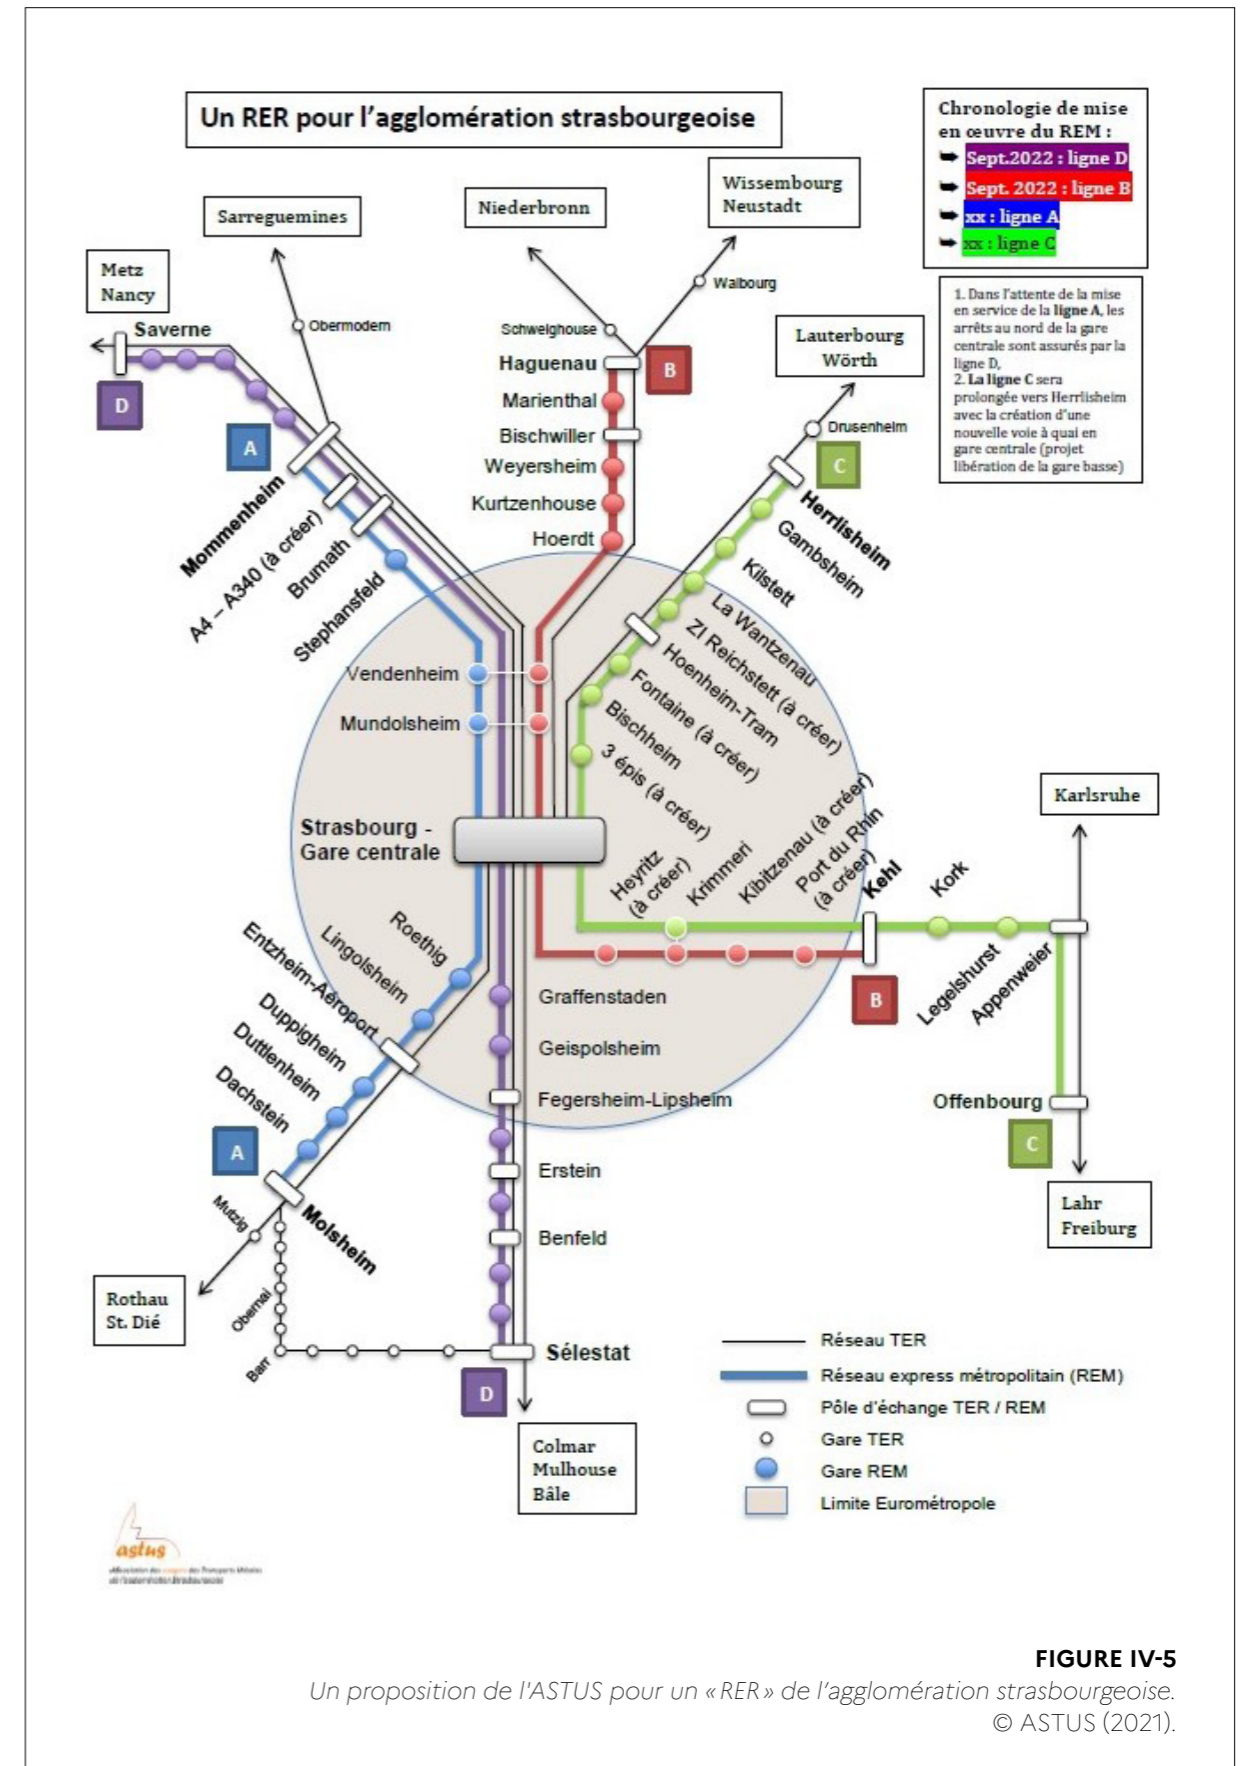 Un RER pour l’agglomération strasbourgeoise
Chronologie de mise
en œuvre du REM :
Sept.2022 : ligne D
Sept. 2022 : ligne B
xx : ligne A
xx : ligne C
1. Dans l'attente de la mise
en service de la ligne A, les
arrêts au nord de la gare
centrale sont assurés par la
ligne D,
2. La ligne C sera
prolongée vers Herrlisheim
avec la création d'une
nouvelle voie à quai en
gare centrale (projet
libération de la gare basse)
Wissembourg
Neustadt
Niederbronn
Sarreguemines
Metz
Nancy
Lauterbourg
Wörth
Saverne
Obermodern
Walbourg
Schweighouse
Haguenau
Marienthal
Bischwiller
Weyersheim
Kurtzenhouse
Hoerdt
Drusenheim
D
A
B
C
Mommenheim
A4 – A340 (à créer)
Brumath
Stephansfeld
Vendenheim
Mundolsheim
Herrlisheim
Gambsheim
Kilstett
La Wantzenau
ZI Reichstett (à créer)
Hoenheim-Tram
Fontaine (à créer)
Bischheim
3 épis (à créer)
Strasbourg -
Gare centrale
Heyritz
(à créer)
Krimmeri
Kibitzenau (à créer)
Port du Rhin
(à créer)
Kehl
Kork
Legelshurst
Appenweier
Karlsruhe
B
Offenbourg
C
Lahr
Freiburg
Roethig
Lingolsheim
Entzheim-Aéroport
Duppigheim
Duttlenheim
Dachstein
A
Molsheim
Mutzig
Rothau
St. Dié
Obernai
Barr
Graffenstaden
Geispolsheim
Fegersheim-Lipsheim
Erstein
Benfeld
Sélestat
D
Colmar
Mulhouse
Bâle
Réseau TER
Réseau express métropolitain (REM)
Pôle d'échange TER / REM
Gare TER
Gare REM
Limite Eurométropole
astus
FIGURE IV-5
Un proposition de l'ASTUS pour un « RER » de l’agglomération strasbourgeoise.
© ASTUS (2021).